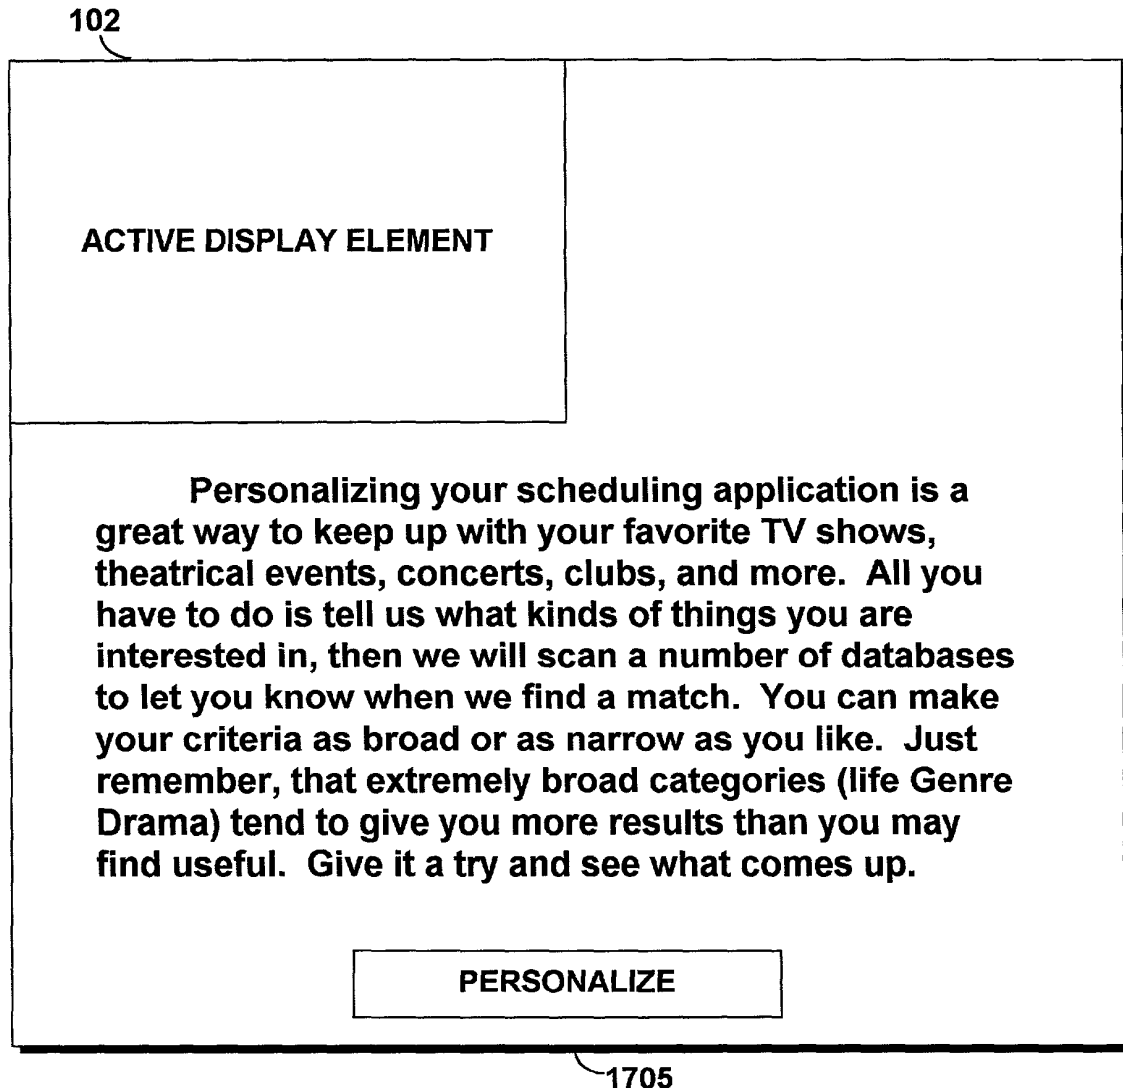 102
ACTIVE DISPLAY ELEMENT
Personalizing your scheduling application is a
great way to keep up with your favorite TV shows,
theatrical events, concerts, clubs, and more. All you
have to do is tell us what kinds of things you are
interested in, then we will scan a number of databases
to let you know when we find a match. You can make
your criteria as broad or as narrow as you like. Just
remember, that extremely broad categories (life Genre
Drama) tend to give you more results than you may
find useful. Give it a try and see what comes up.
PERSONALIZE
1705